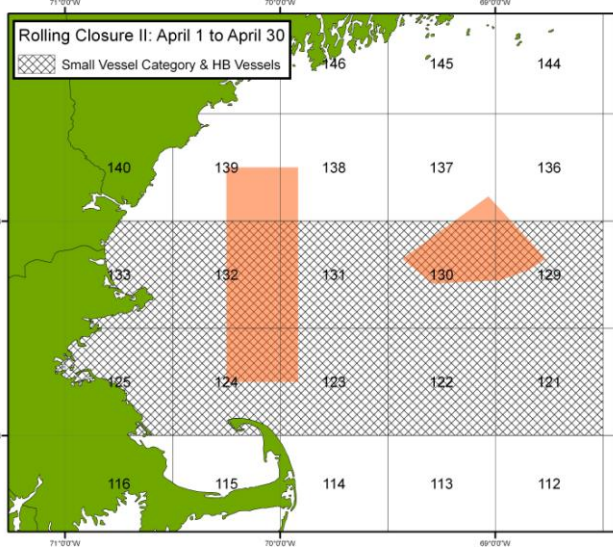 71°0'0"W 70°0'0"W 69°0'0"W
Rolling Closure II: April 1 to April 30
Small Vessel Category & HB Vessels
146 145 144
140 139 138 137 136
133 132 131 130 129
125 124 123 122 121
116 115 114 113 112
71°0'0"W 70°0'0"W 69°0'0"W